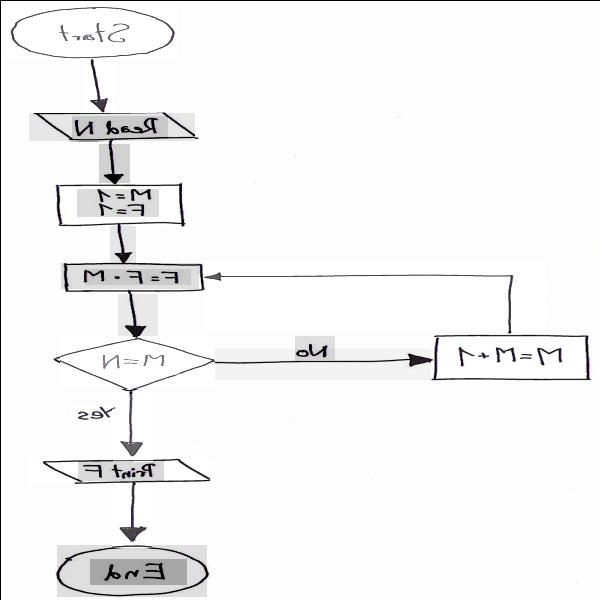 Start
Read N
M=1
F=1
F=F·M
M=N
No
M=M+1
Yes
Print F
End